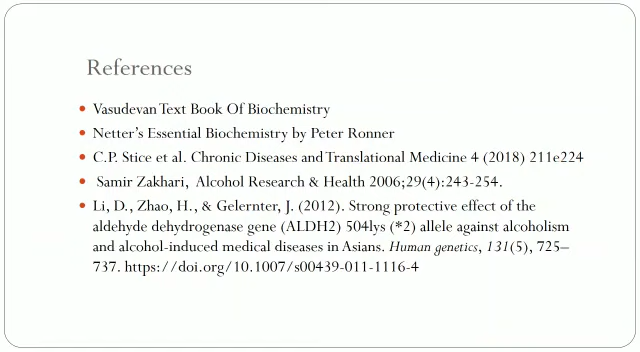 References
• Vasudevan Text Book Of Biochemistry
• Netter's Essential Biochemistry by Peter Ronner
• C.P. Stice et al. Chronic Diseases and Translational Medicine 4 (2018) 211e224
• Samir Zakhari, Alcohol Research & Health 2006;29(4):243-254.
• Li, D., Zhao, H., & Gelernter, J. (2012). Strong protective effect of the
aldehyde dehydrogenase gene (ALDH2) 504lys (*2) allele against alcoholism
and alcohol-induced medical diseases in Asians. Human genetics, 131(5), 725–
737. https://doi.org/10.1007/s00439-011-1116-4